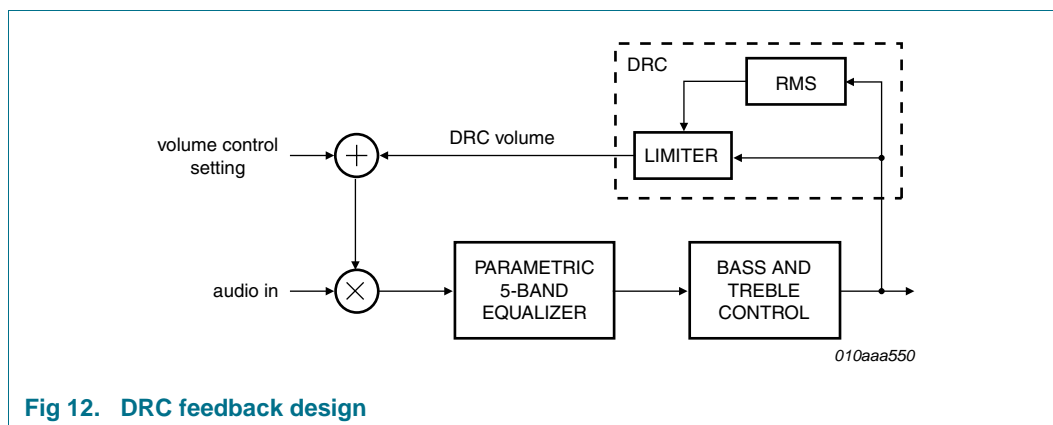 DRC
RMS
volume control
setting
+
DRC volume
LIMITER
audio in
×
PARAMETRIC
5-BAND
EQUALIZER
BASS AND
TREBLE
CONTROL
010aaa550
Fig 12. DRC feedback design